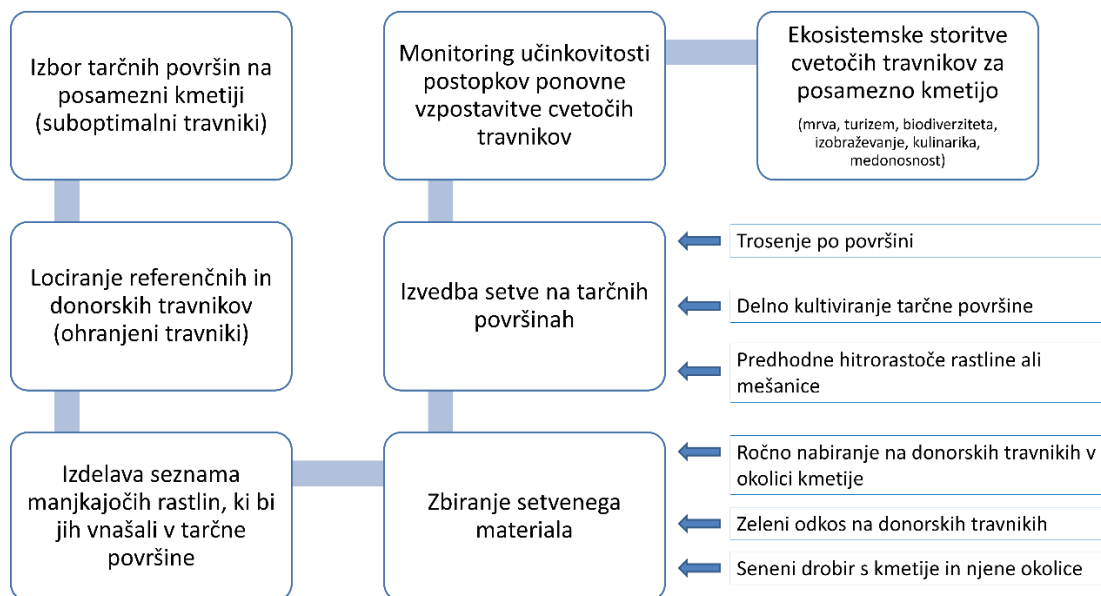 Izbor tarčnih površin na
posamezni kmetiji
(suboptimalni travniki)
Lociranje referenčnih in
donorskih travnikov
(ohranjeni travniki)
Izdelava seznama
manjkajočih rastlin, ki bi
jih vnašali v tarčne
površine
Zbiranje setvenega
materiala
Ročno nabiranje na donorskih travnikih v
okolici kmetije
Zeleni odkos na donorskih travnikih
Seneni drobir s kmetije in njene okolice
Izvedba setve na tarčnih
površinah
Trosenje po površini
Delno kultiviranje tarčne površine
Predhodne hitrorastoče rastline ali
mešanice
Monitoring učinkovitosti
postopkov ponovne
vzpostavitve cvetočih
travnikov
Ekosistemske storitve
cvetočih travnikov za
posamezno kmetijo
(mrva, turizem, biodiverziteta,
izobraževanje, kulinarika,
medonosnost)